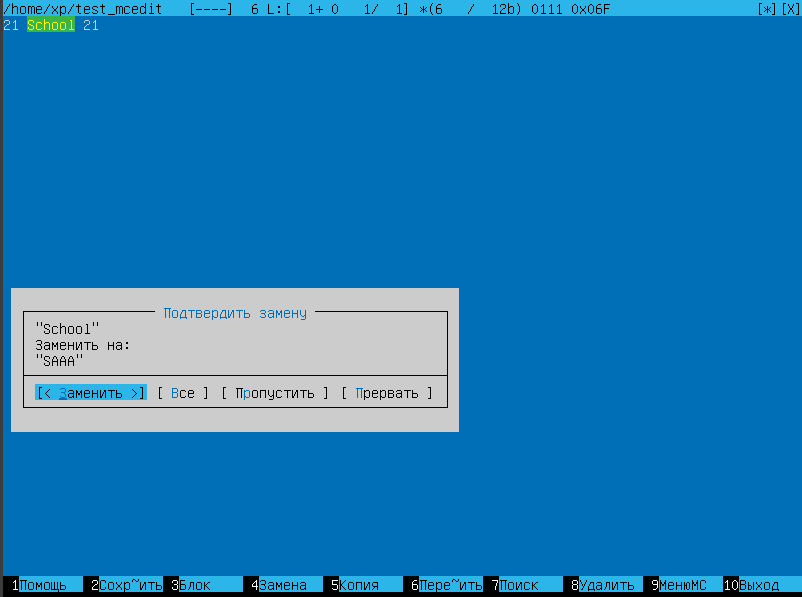 /home/xp/test_mcedit [----] 6 L:[ 1+ 0 1/ 1] *(6 / 12b) 0111 0x06F [*][X]
21 School 21
Подтвердить замену
"School"
Заменить на:
"SAAA"
[< Заменить >] [ Все ] [ Пропустить ] [ Прервать ]
1Помощь 2Сохр~ить 3Блок 4Замена 5Копия 6Пере~ить 7Поиск 8Удалить 9МенюMC 10Выход